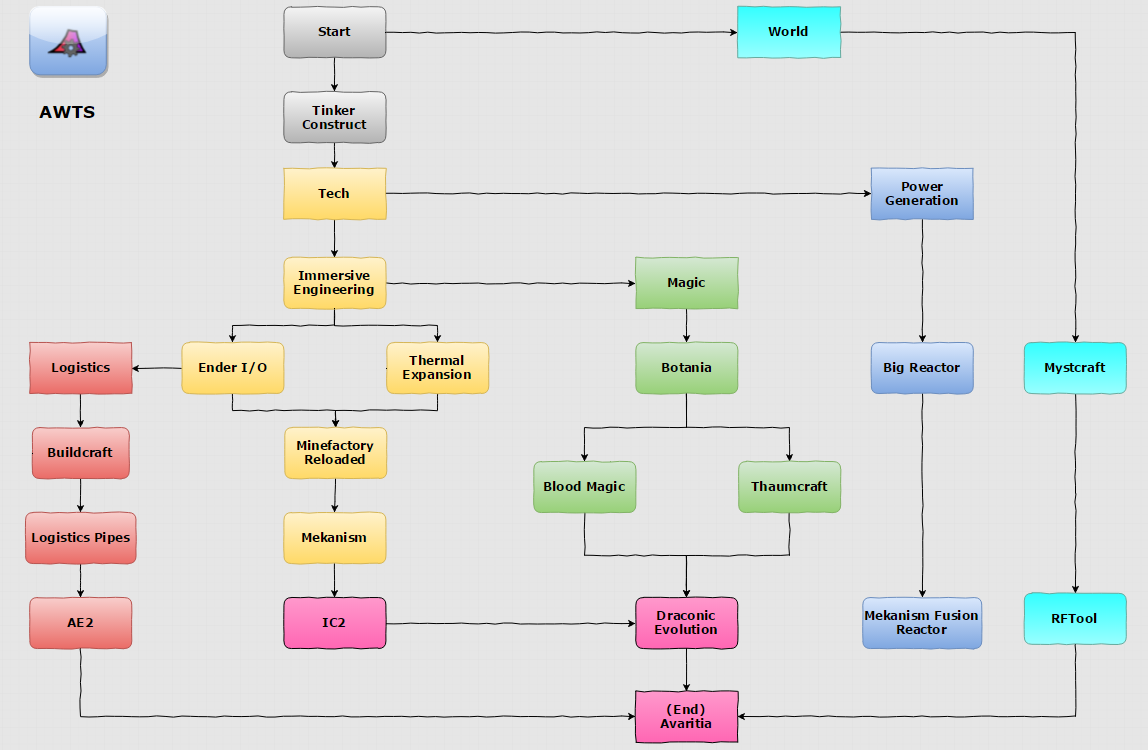 Start
World
AWTS
Tinker
Construct
Tech
Power
Generation
Immersive
Engineering
Magic
Logistics
Ender I/O
Thermal
Expansion
Botania
Big Reactor
Mystcraft
Buildcraft
Minefactory
Reloaded
Blood Magic
Thaumcraft
Logistics Pipes
Mekanism
AE2
IC2
Draconic
Evolution
Mekanism Fusion
Reactor
RFTool
(End)
Avaritia